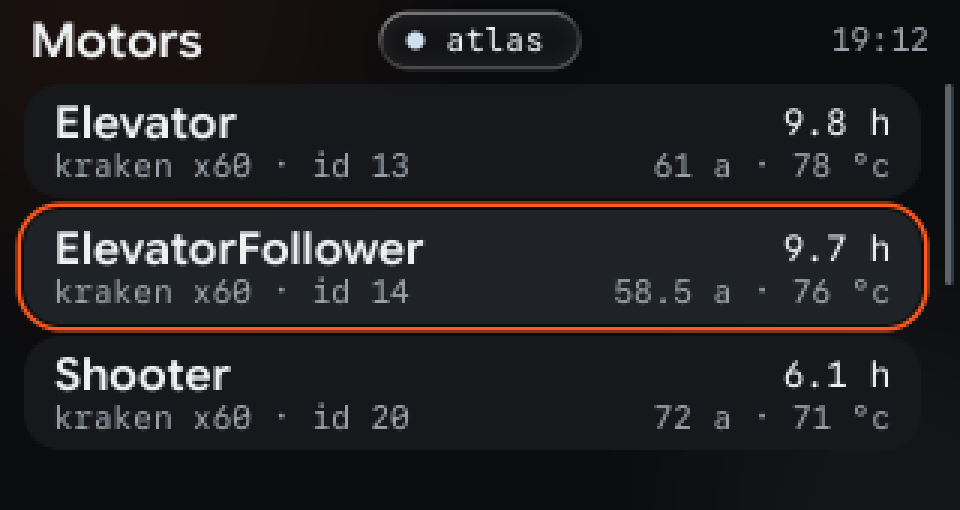 Motors
atlas
19:12
Elevator
9.8 h
kraken x60 · id 13
61 a · 78 °c
ElevatorFollower
9.7 h
kraken x60 · id 14
58.5 a · 76 °c
Shooter
6.1 h
kraken x60 · id 20
72 a · 71 °c